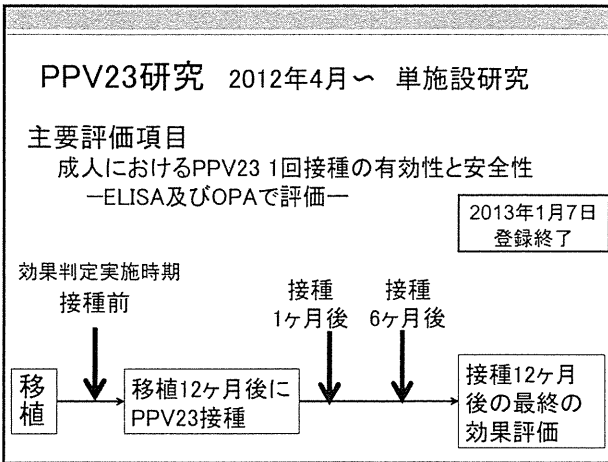 PPV23研究 2012年4月～ 単施設研究
主要評価項目
成人におけるPPV23 1回接種の有効性と安全性
－ELISA及びOPAで評価－
2013年1月7日
登録終了
効果判定実施時期
接種前
接種
1ヶ月後
接種
6ヶ月後
移
植
移植12ヶ月後に
PPV23接種
接種12ヶ月
後の最終の
効果評価